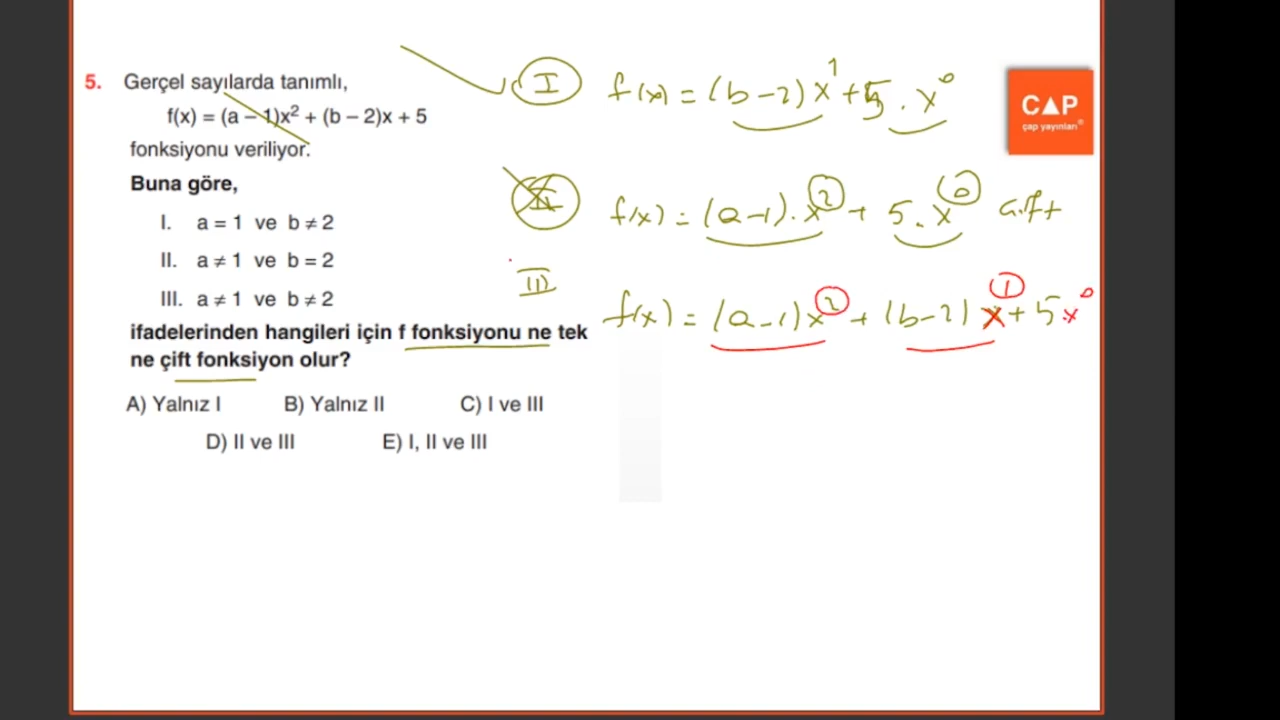 5. Gerçel sayılarda tanımlı,
f(x) = (a – 1)x² + (b – 2)x + 5
fonksiyonu veriliyor.
Buna göre,
I. a = 1 ve b ≠ 2
II. a ≠ 1 ve b = 2
III. a ≠ 1 ve b ≠ 2
ifadelerinden hangileri için f fonksiyonu ne tek
ne çift fonksiyon olur?
A) Yalnız I B) Yalnız II C) I ve III
D) II ve III E) I, II ve III
I f(x) = (b-2)x¹ + 5.x⁰
II f(x) = (a-1).x² + 5.x⁰ çift
III f(x) = (a-1)x² + (b-2)x¹ + 5.x⁰
ÇAP
çap yayınları®